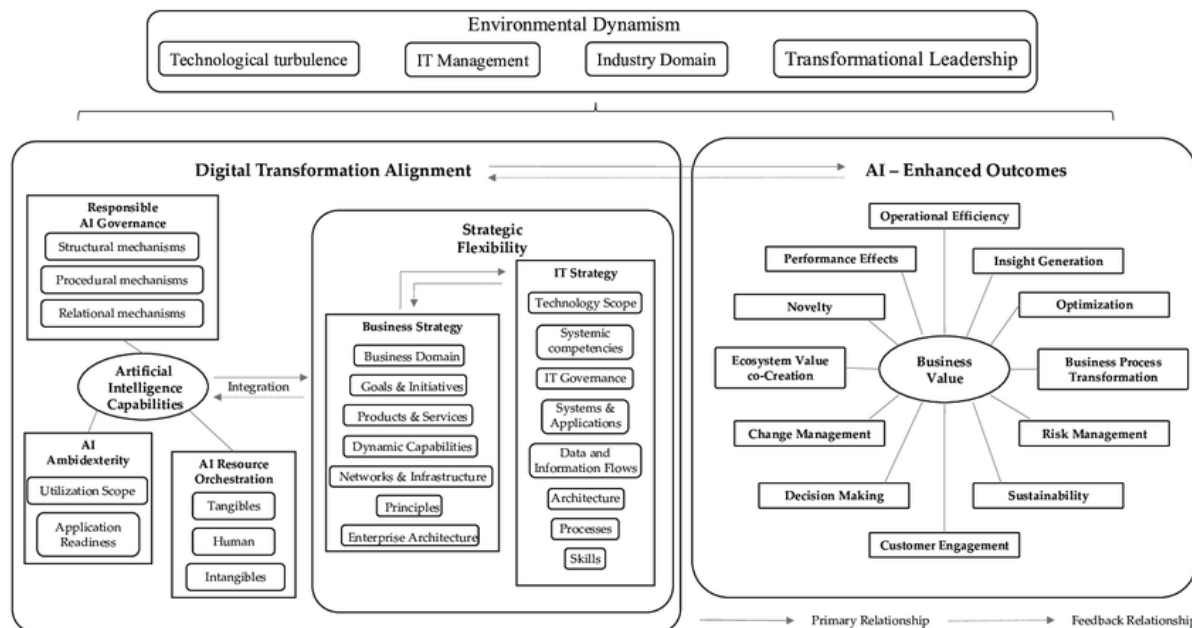 Environmental Dynamism
Technological turbulence
IT Management
Industry Domain
Transformational Leadership
Digital Transformation Alignment
Responsible
AI Governance
Structural mechanisms
Procedural mechanisms
Relational mechanisms
Artificial
Intelligence
Capabilities
Integration
AI
Ambidexterity
Utilization Scope
Application
Readiness
AI Resource
Orchestration
Tangibles
Human
Intangibles
Strategic
Flexibility
Business Strategy
Business Domain
Goals & Initiatives
Products & Services
Dynamic Capabilities
Networks & Infrastructure
Principles
Enterprise Architecture
IT Strategy
Technology Scope
Systemic
competencies
IT Governance
Systems &
Applications
Data and
Information Flows
Architecture
Processes
Skills
AI – Enhanced Outcomes
Operational Efficiency
Performance Effects
Insight Generation
Novelty
Optimization
Ecosystem Value
co-Creation
Business
Value
Business Process
Transformation
Change Management
Risk Management
Decision Making
Sustainability
Customer Engagement
Primary Relationship
Feedback Relationship